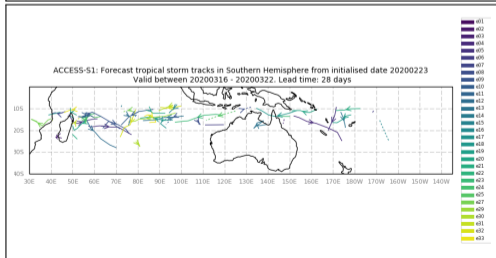 ACCESS-S1: Forecast tropical storm tracks in Southern Hemisphere from initialised date 20200223
Valid between 20200316 - 20200322. Lead time: 28 days
10S
20S
30S
40S
30E 40E 50E 60E 70E 80E 90E 100E 110E 120E 130E 140E 150E 160E 170E 180W 170W 160W 150W 140W
e01
e02
e03
e04
e05
e06
e07
e08
e09
e10
e11
e12
e13
e14
e15
e16
e17
e18
e19
e20
e21
e22
e23
e24
e25
e27
e29
e30
e31
e32
e33